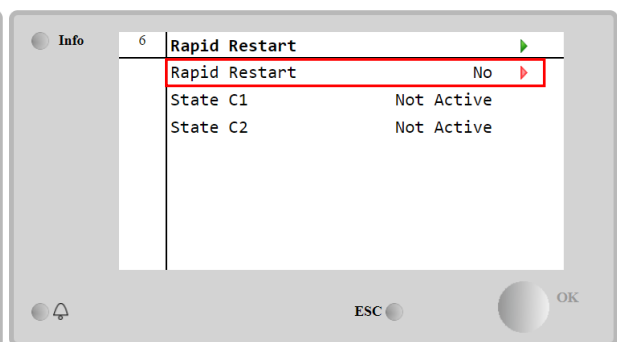 Info
6 Rapid Restart
Rapid Restart No
State C1 Not Active
State C2 Not Active
ESC
OK